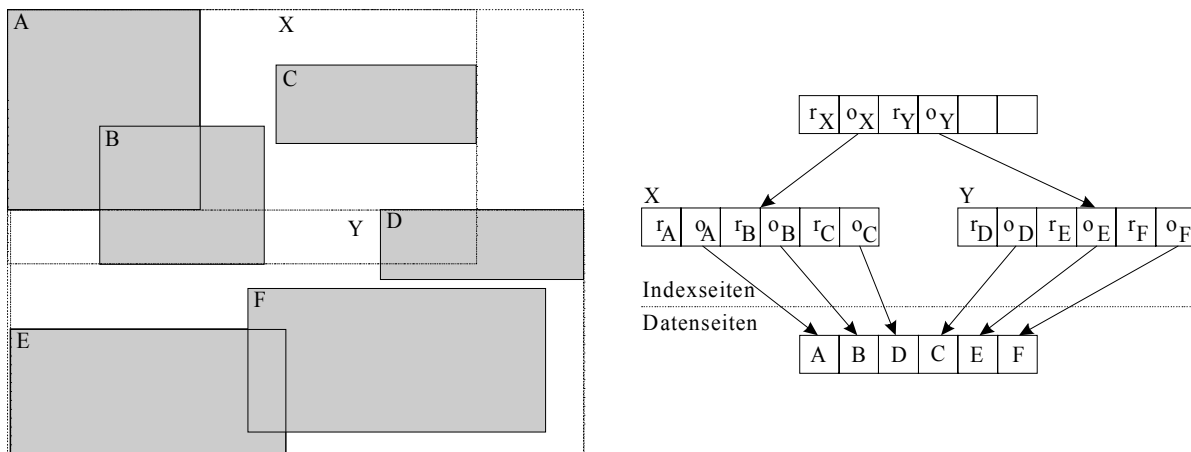 A
X
C
B
Y
D
F
E
rX oX rY oY
X
Y
rA oA rB oB rC oC
rD oD rE oE rF oF
Indexseiten
Datenseiten
A B D C E F